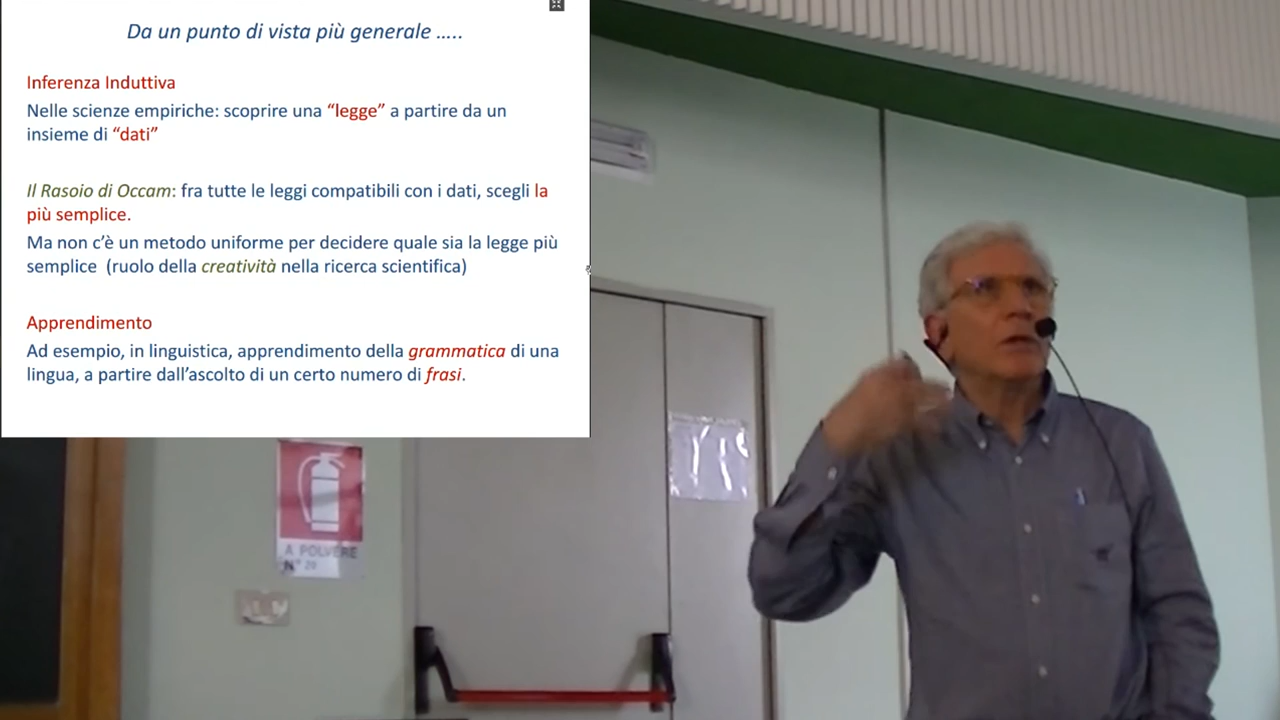 Da un punto di vista più generale …..
Inferenza Induttiva
Nelle scienze empiriche: scoprire una “legge” a partire da un
insieme di “dati”
Il Rasoio di Occam: fra tutte le leggi compatibili con i dati, scegli la
più semplice.
Ma non c’è un metodo uniforme per decidere quale sia la legge più
semplice (ruolo della creatività nella ricerca scientifica)
Apprendimento
Ad esempio, in linguistica, apprendimento della grammatica di una
lingua, a partire dall’ascolto di un certo numero di frasi.
A POLVERE
N° 20